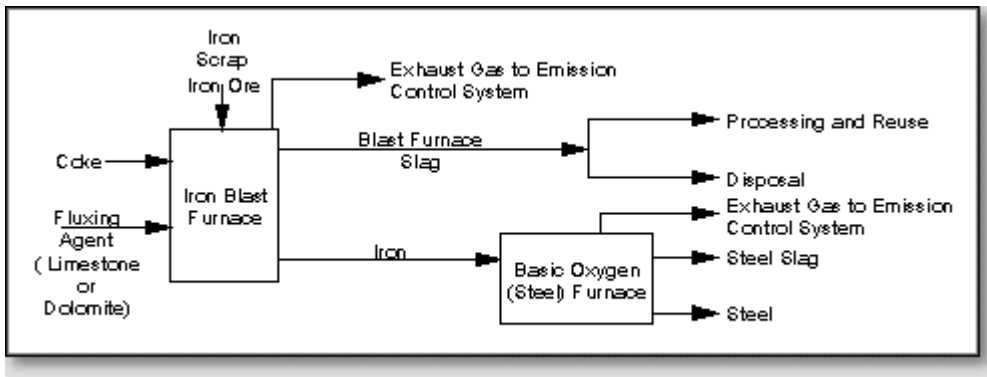 Iron
Scrap
Iron Ore
Exhaust Gas to Emission
Control System
Blast Furnace
Slag
Processing and Reuse
Disposal
Coke
Iron Blast
Furnace
Fluxing
Agent
( Limestone
or
Dolomite)
Iron
Basic Oxygen
(Steel) Furnace
Exhaust Gas to Emission
Control System
Steel Slag
Steel